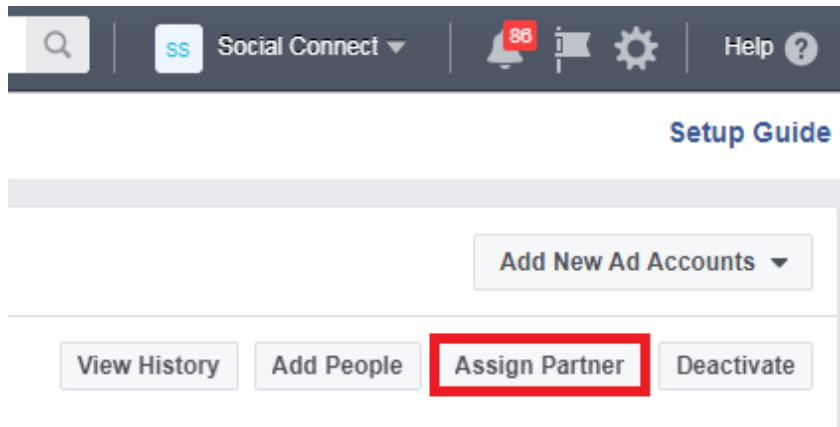 ss Social Connect 86 Help ?
Setup Guide
Add New Ad Accounts
View History Add People Assign Partner Deactivate